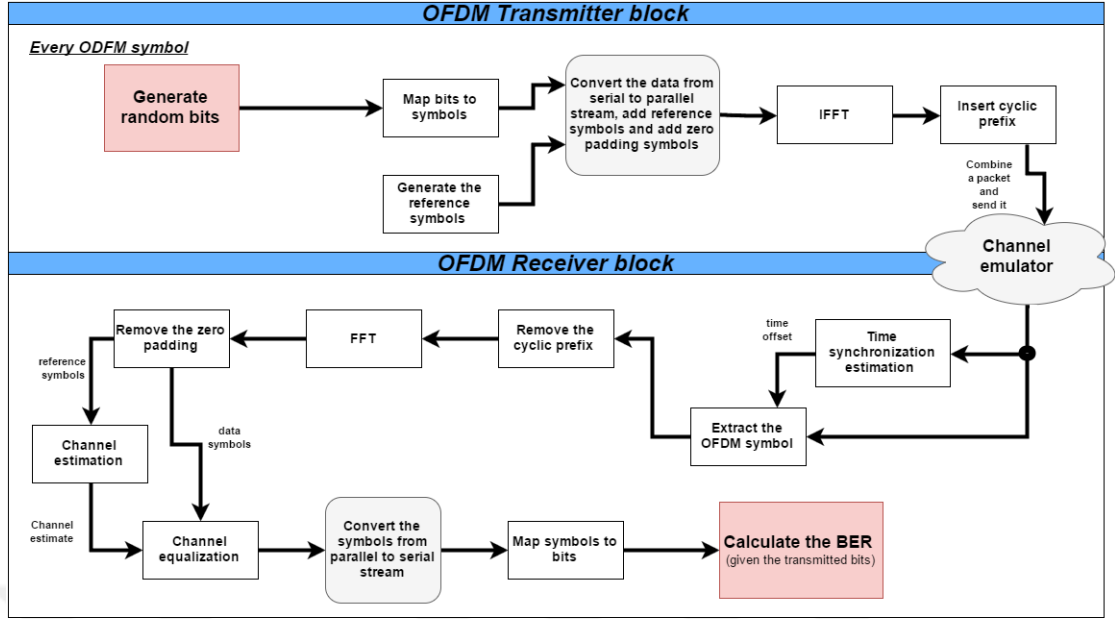 OFDM Transmitter block
Every ODFM symbol
Generate
random bits
Map bits to
symbols
Generate the
reference
symbols
Convert the data from
serial to parallel
stream, add reference
symbols and add zero
padding symbols
IFFT
Insert cyclic
prefix
Combine
a packet
and
send it
Channel
emulator
OFDM Receiver block
Remove the zero
padding
FFT
Remove the
cyclic prefix
time
offset
Time
synchronization
estimation
reference
symbols
Extract the
OFDM symbol
Channel
estimation
data
symbols
Channel
estimate
Channel
equalization
Convert the
symbols from
parallel to serial
stream
Map symbols to
bits
Calculate the BER
(given the transmitted bits)